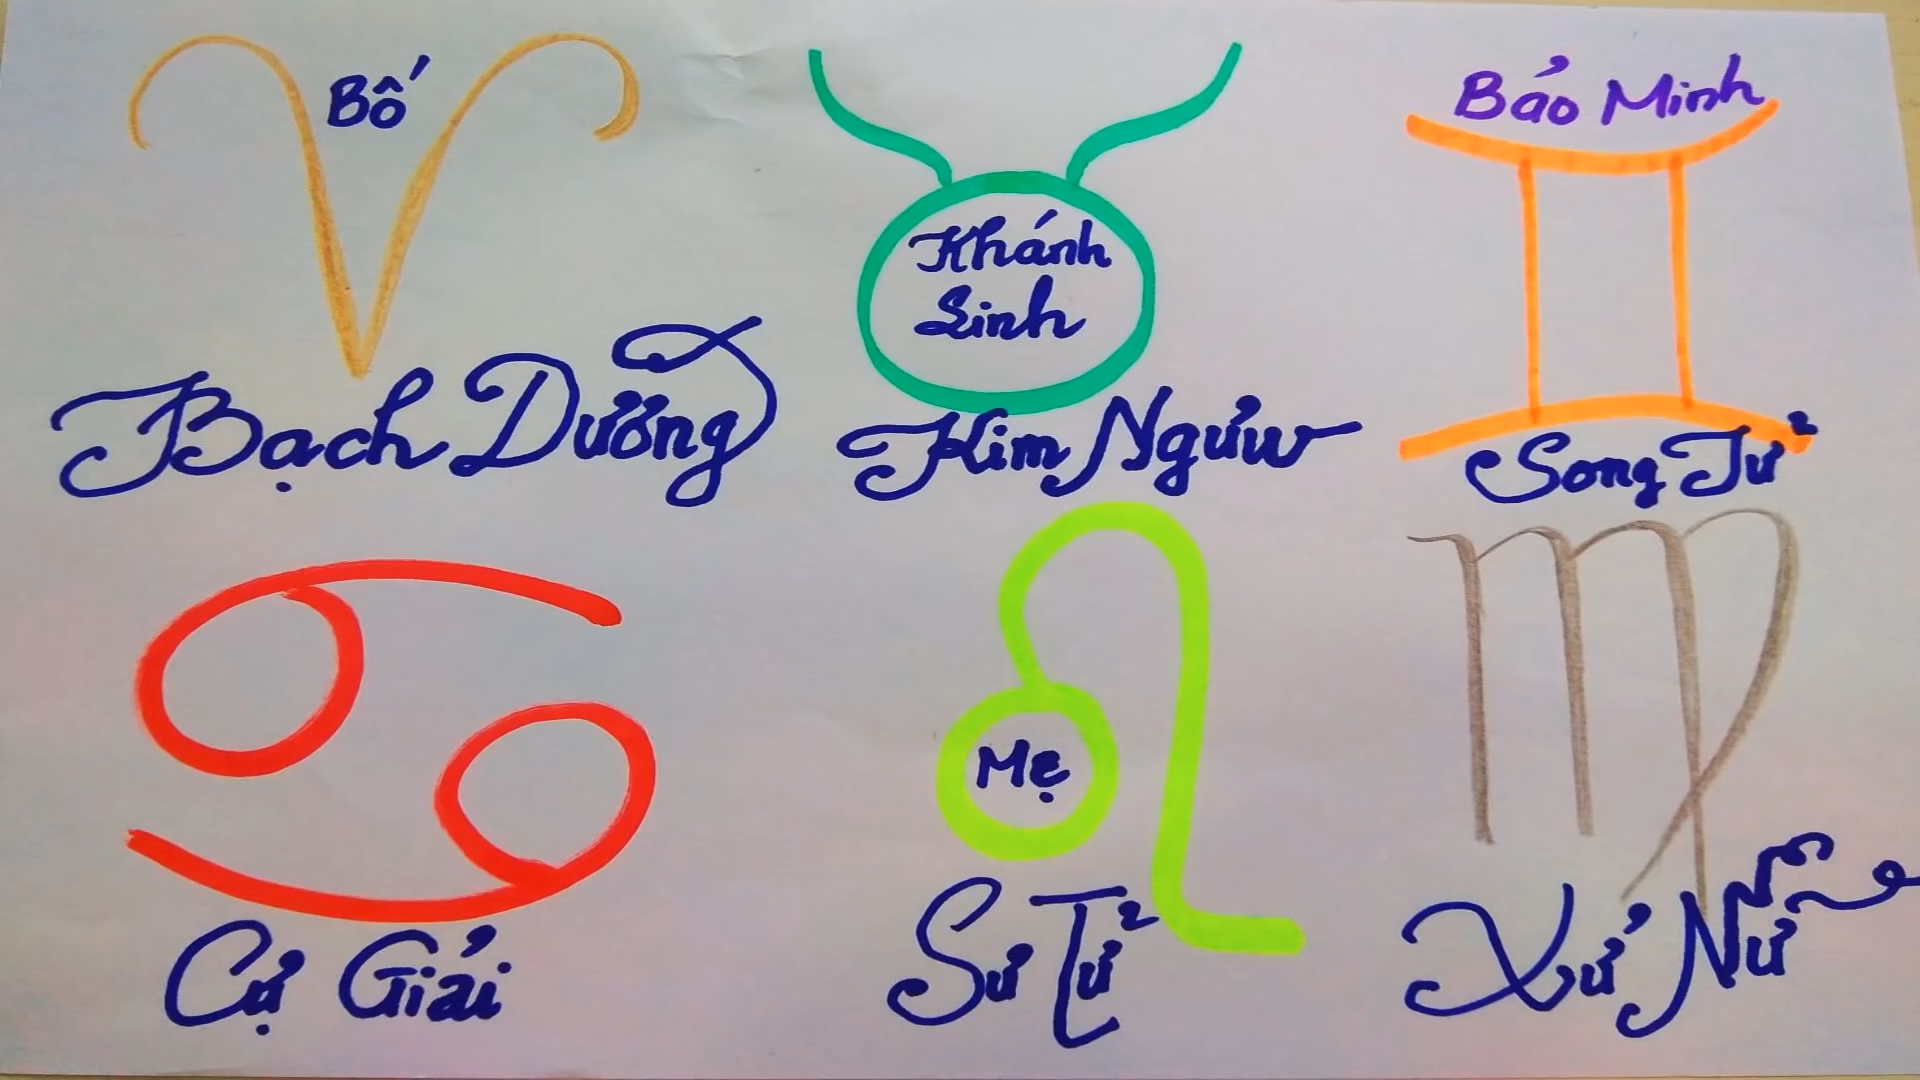 Bố
Bạch Dương
Khánh
Sinh
Kim Ngưu
Bảo Minh
Song Tử
Cự Giải
Mẹ
Sư Tử
Xử Nữ